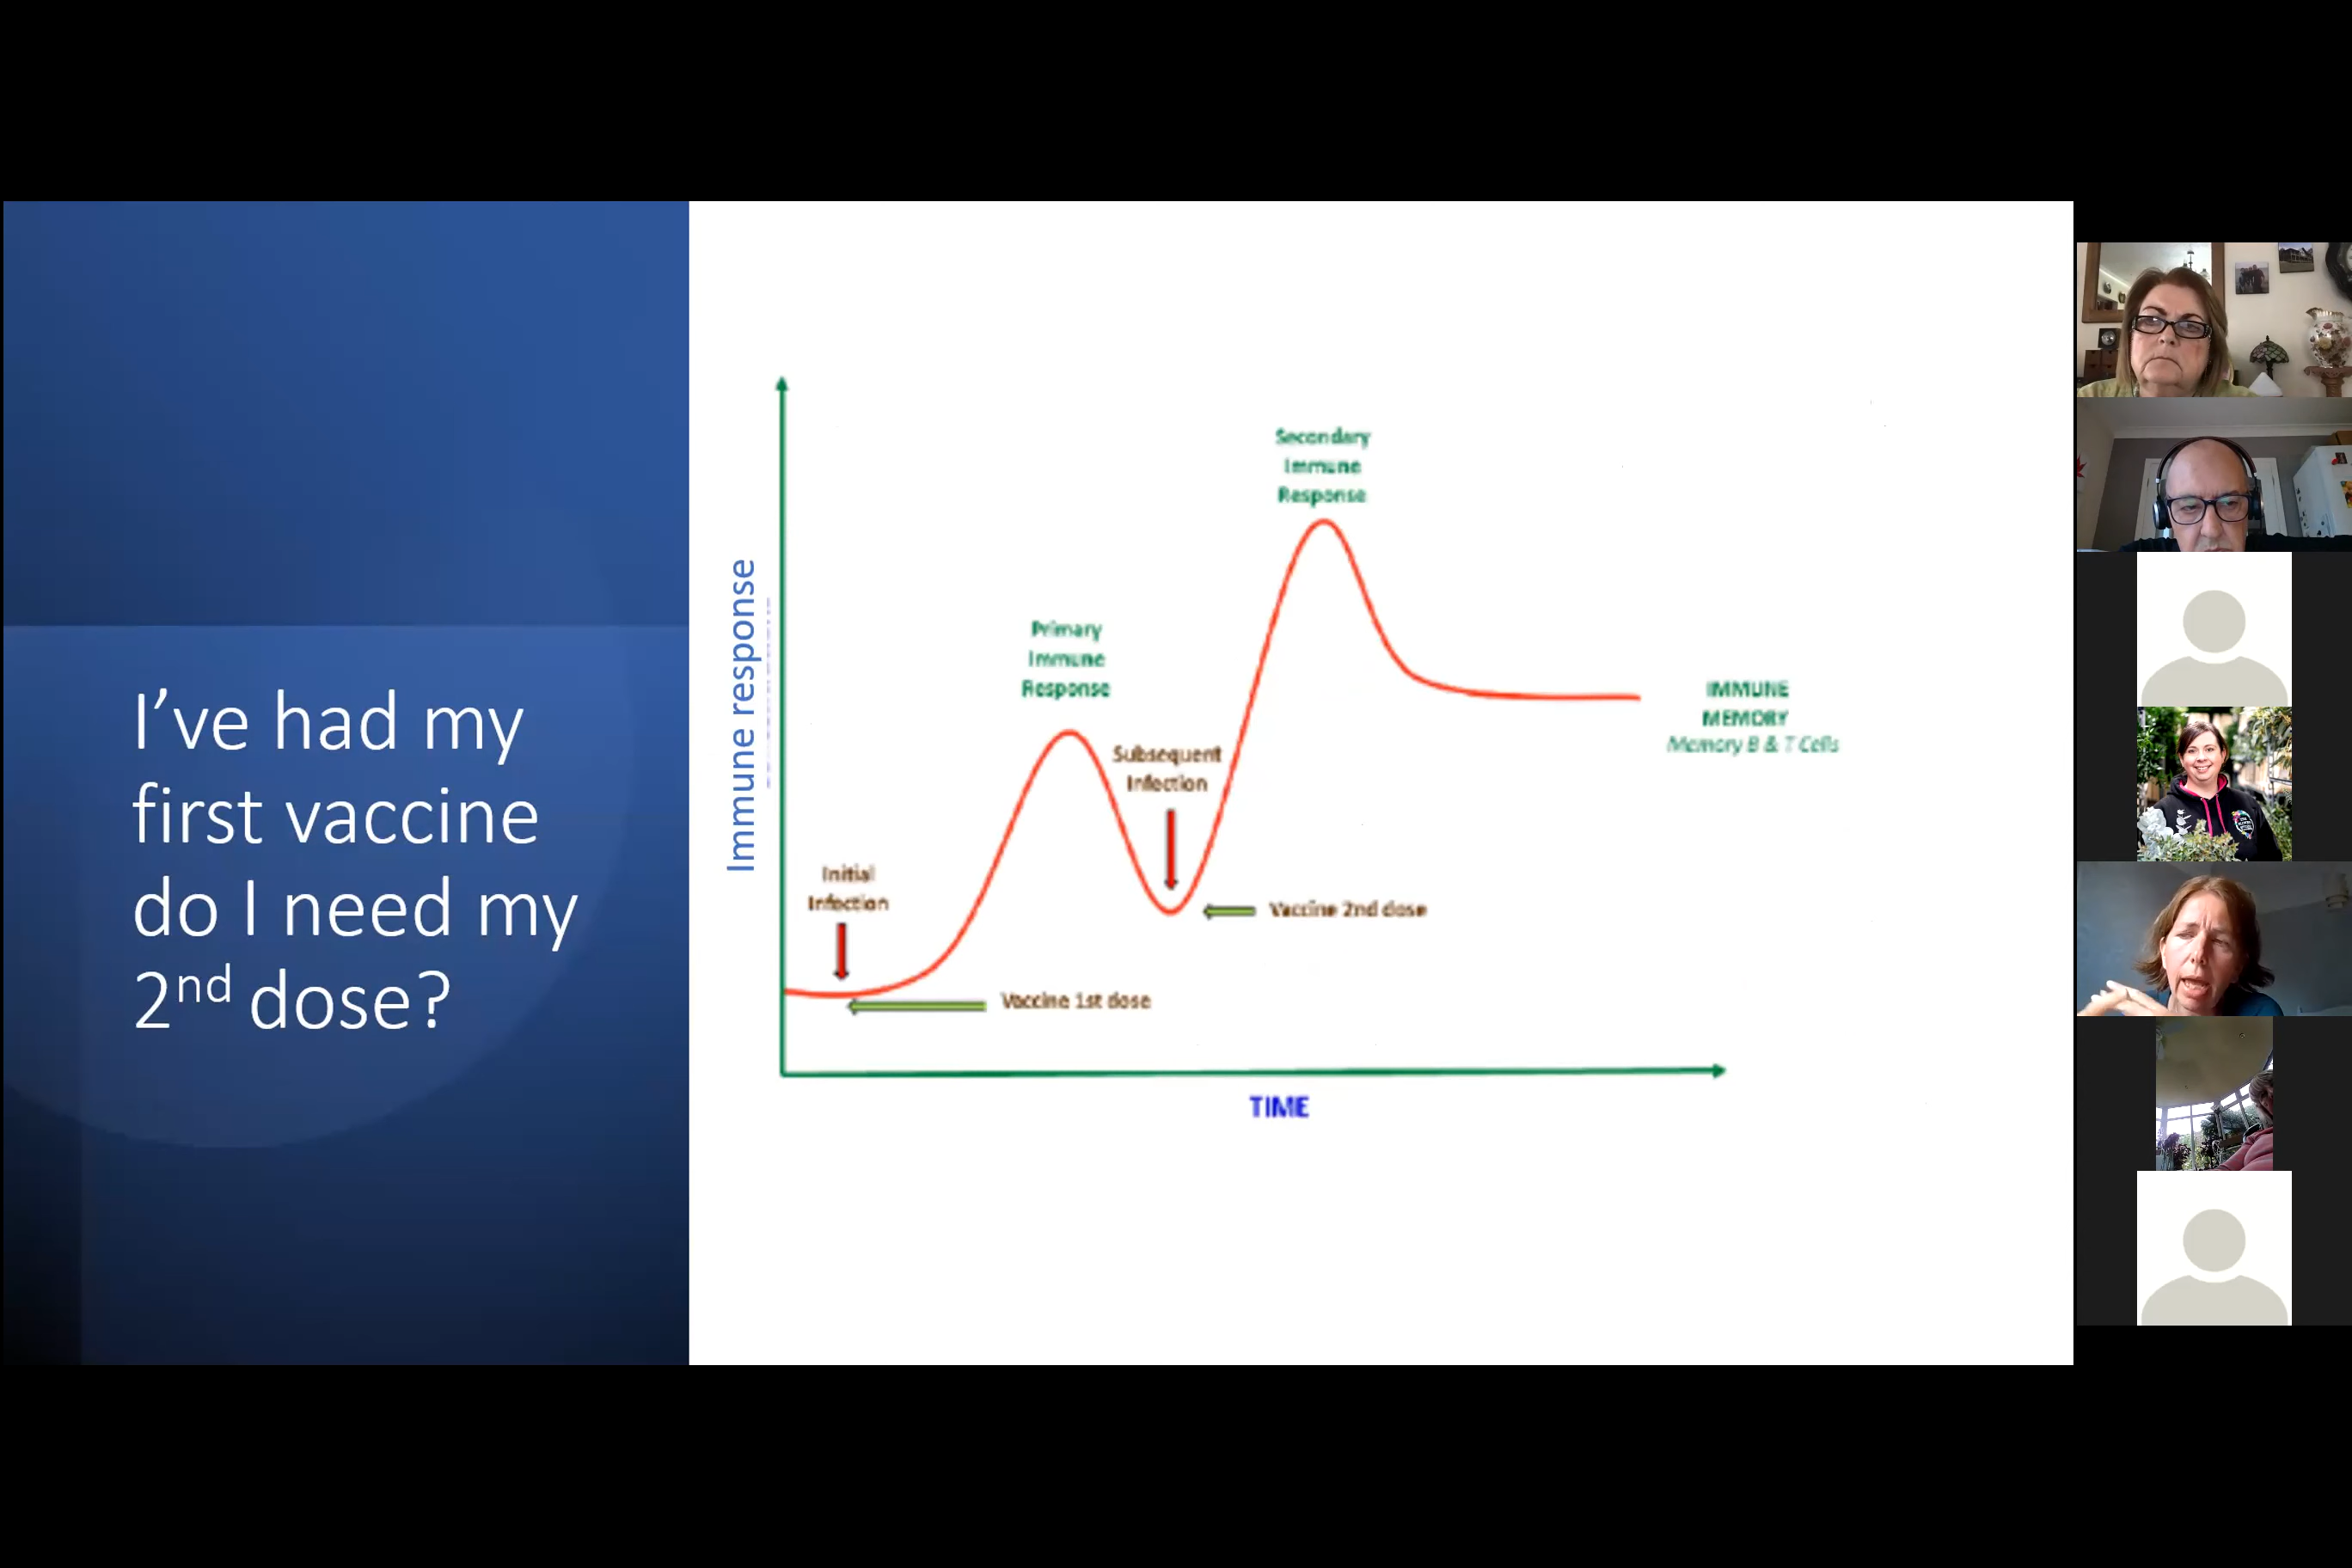 I've had my
first vaccine
do I need my
2nd dose?
Immune response
Secondary
Immune
Response
Primary
Immune
Response
Subsequent
Infection
Initial
Infection
Vaccine 2nd dose
Vaccine 1st dose
IMMUNE
MEMORY
Memory B & T Cells
TIME